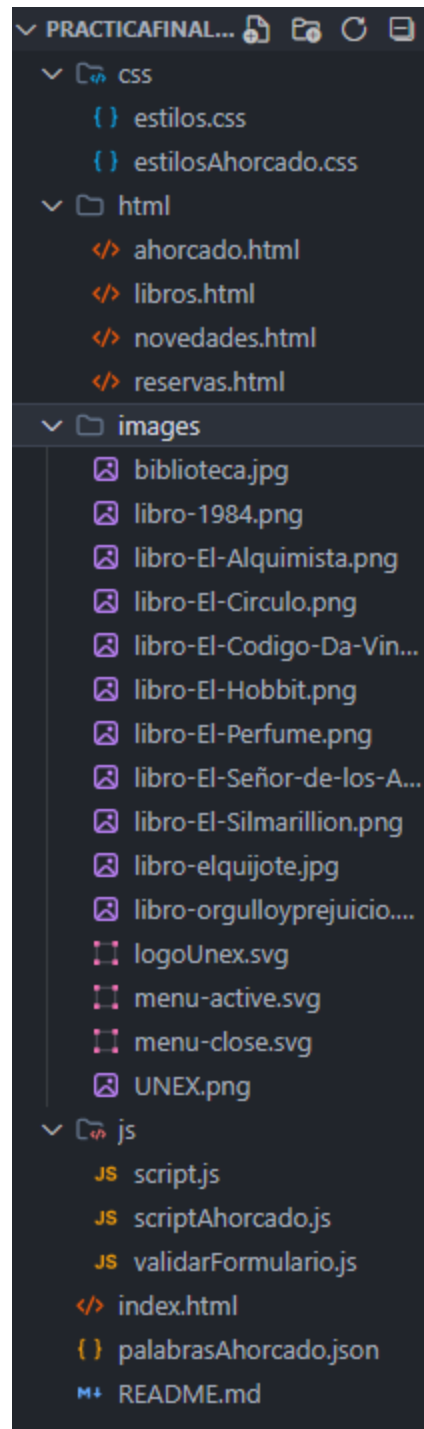 PRACTICAFINAL...
css
{ } estilos.css
{ } estilosAhorcado.css
html
</> ahorcado.html
</> libros.html
</> novedades.html
</> reservas.html
images
biblioteca.jpg
libro-1984.png
libro-El-Alquimista.png
libro-El-Circulo.png
libro-El-Codigo-Da-Vin...
libro-El-Hobbit.png
libro-El-Perfume.png
libro-El-Señor-de-los-A...
libro-El-Silmarillion.png
libro-elquijote.jpg
libro-orgulloyprejuicio....
logoUnex.svg
menu-active.svg
menu-close.svg
UNEX.png
js
JS script.js
JS scriptAhorcado.js
JS validarFormulario.js
</> index.html
{ } palabrasAhorcado.json
M↓ README.md